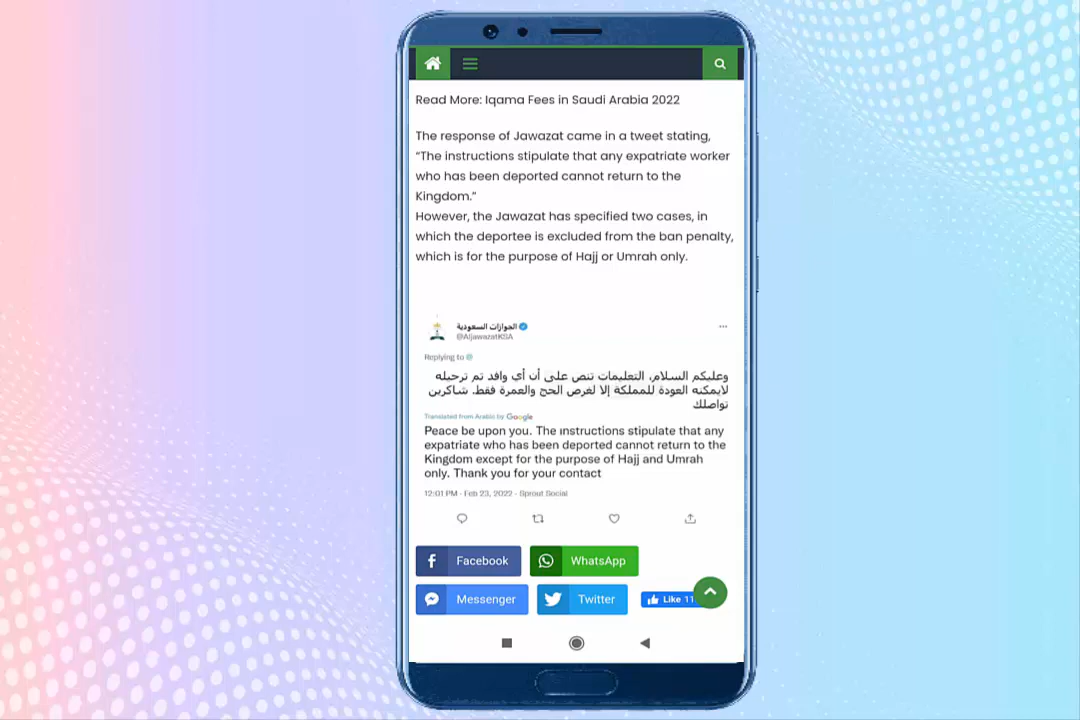 Read More: Iqama Fees in Saudi Arabia 2022
The response of Jawazat came in a tweet stating,
“The instructions stipulate that any expatriate worker
who has been deported cannot return to the
Kingdom.”
However, the Jawazat has specified two cases, in
which the deportee is excluded from the ban penalty,
which is for the purpose of Hajj or Umrah only.
الجوازات السعودية
@AljawazatKSA
Replying to @
وعليكم السلام، التعليمات تنص على أن أي وافد تم ترحيله
لايمكنه العودة للمملكة إلا لغرض الحج والعمرة فقط. شاكرين
تواصلك
Translated from Arabic by Google
Peace be upon you. The instructions stipulate that any
expatriate who has been deported cannot return to the
Kingdom except for the purpose of Hajj and Umrah
only. Thank you for your contact
12:01 PM - Feb 23, 2022 - Sprout Social
Facebook WhatsApp
Messenger Twitter Like